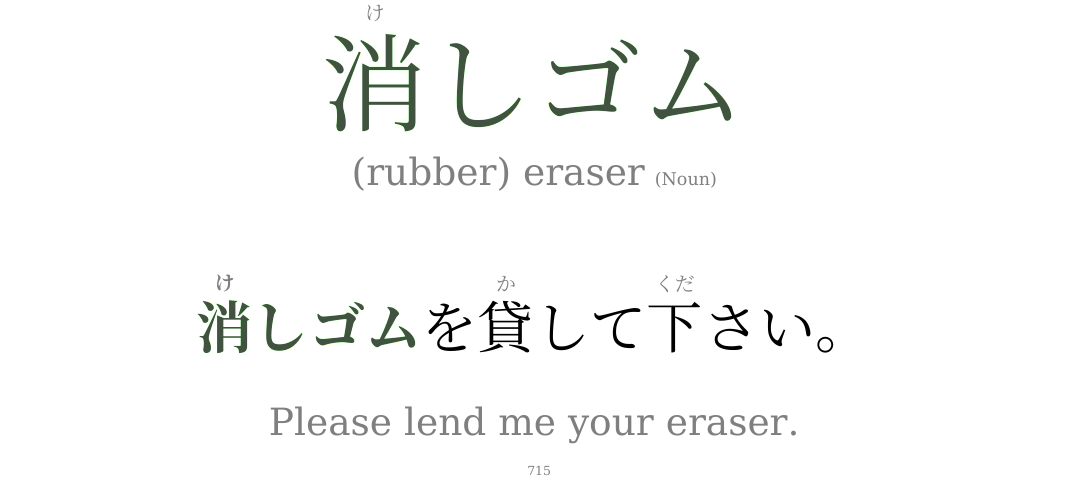 け
消しゴム
(rubber) eraser (Noun)
け か くだ
消しゴムを貸して下さい。
Please lend me your eraser.
715